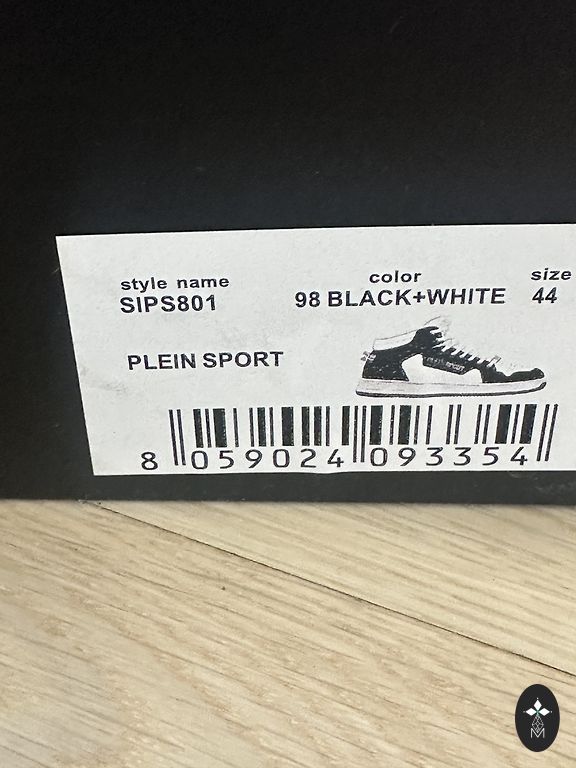 style name color size
SIPS801 98 BLACK+WHITE 44
PLEIN SPORT
8 059024 093354
M